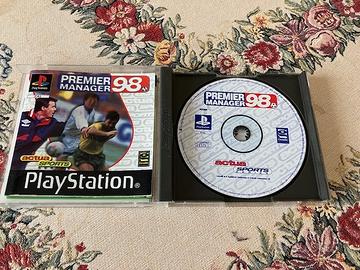 PREMIER
MANAGER 98
actua
SPORTS
PlayStation
PREMIER
MANAGER 98
actua
SPORTS